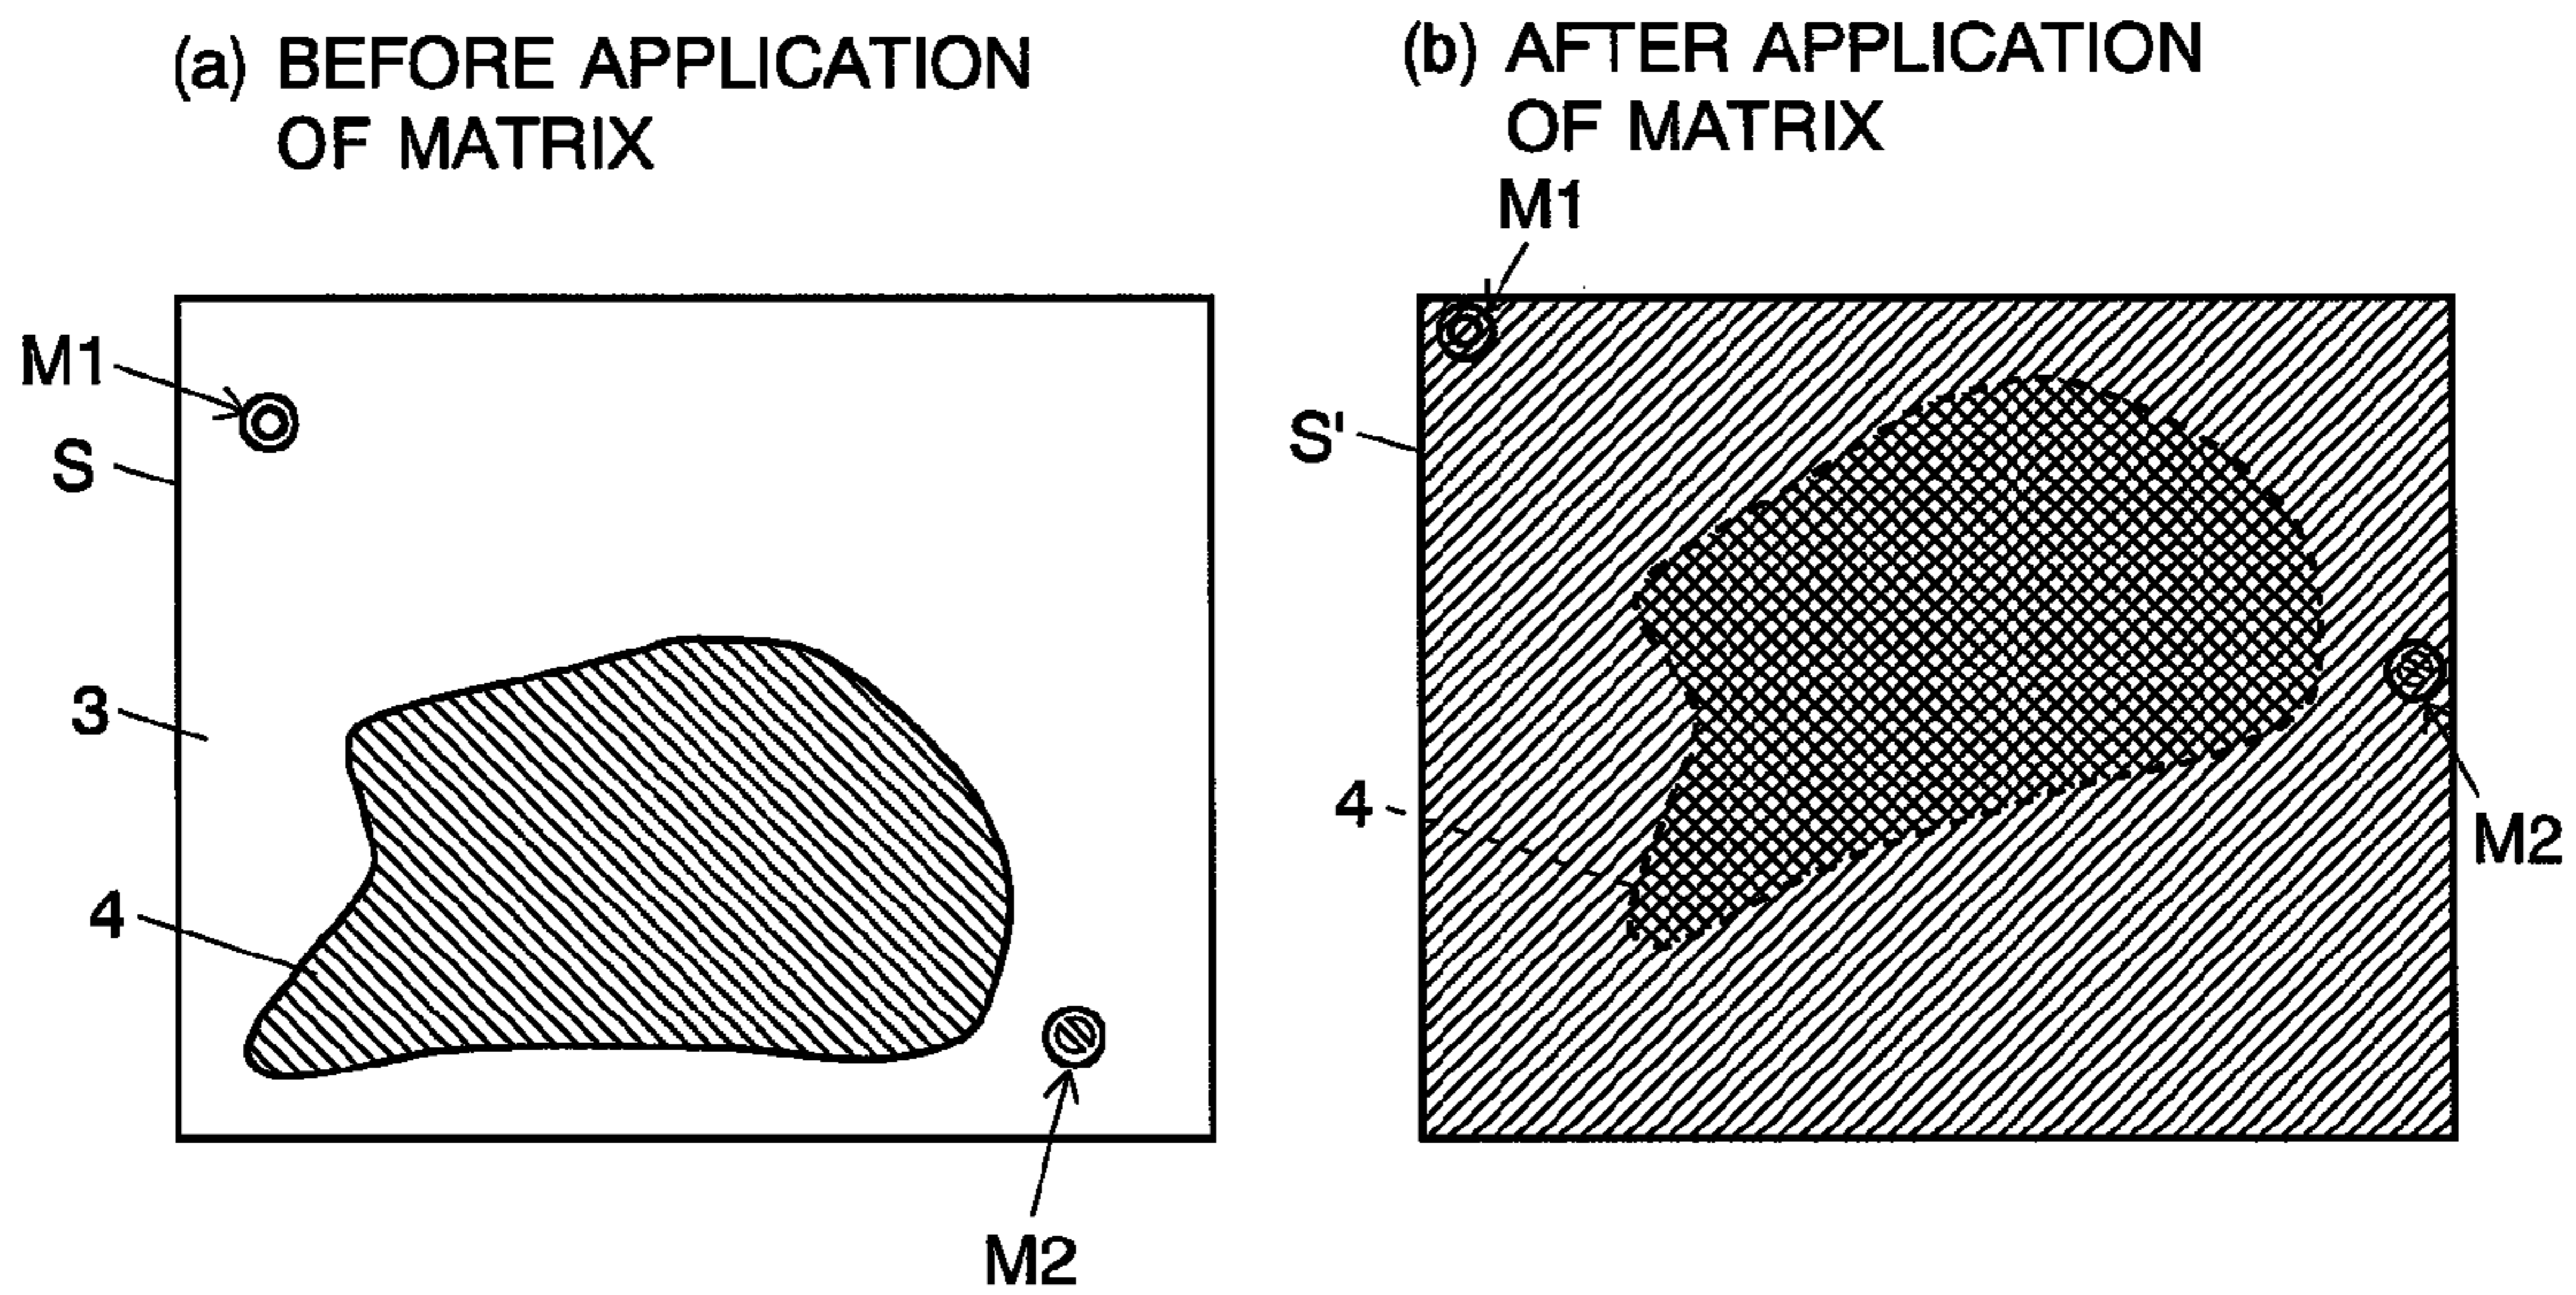 (a) BEFORE APPLICATION
OF MATRIX
M1
S
3
4
M2
(b) AFTER APPLICATION
OF MATRIX
M1
S'
4
M2